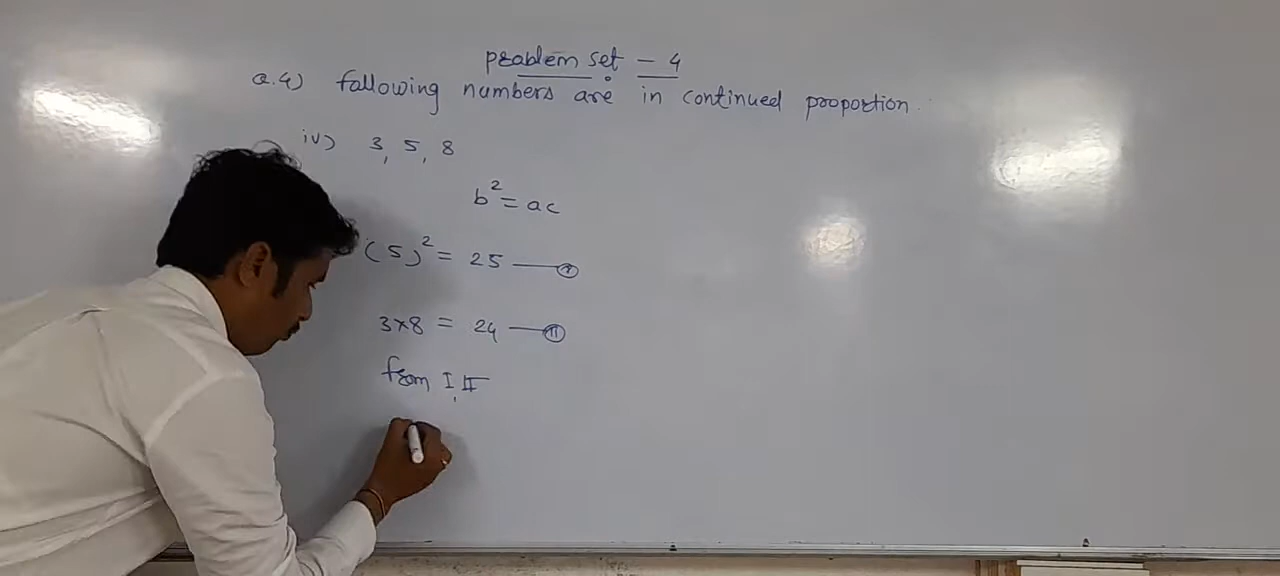 problem set - 4
Q.4) following numbers are in continued proportion.
iv) 3, 5, 8
b² = ac
(5)² = 25 — I
3×8 = 24 — II
from I, II